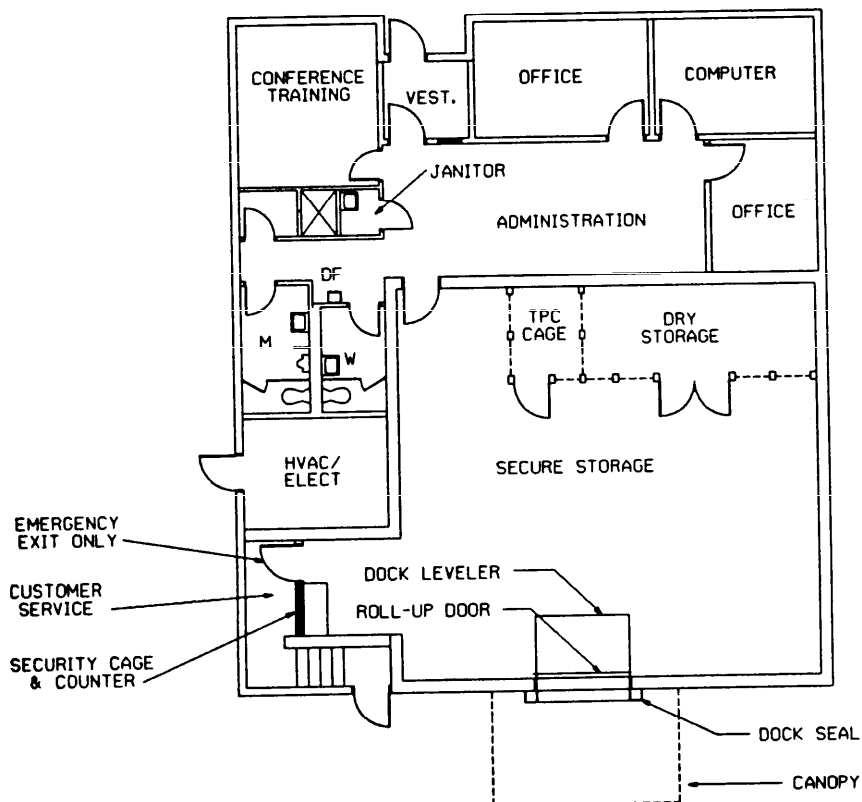 CONFERENCE
TRAINING
VEST.
OFFICE
COMPUTER
JANITOR
ADMINISTRATION
OFFICE
DF
TPC
CAGE
DRY
STORAGE
M
W
HVAC/
ELECT
SECURE STORAGE
EMERGENCY
EXIT ONLY
DOCK LEVELER
CUSTOMER
SERVICE
ROLL-UP DOOR
SECURITY CAGE
& COUNTER
DOCK SEAL
CANOPY